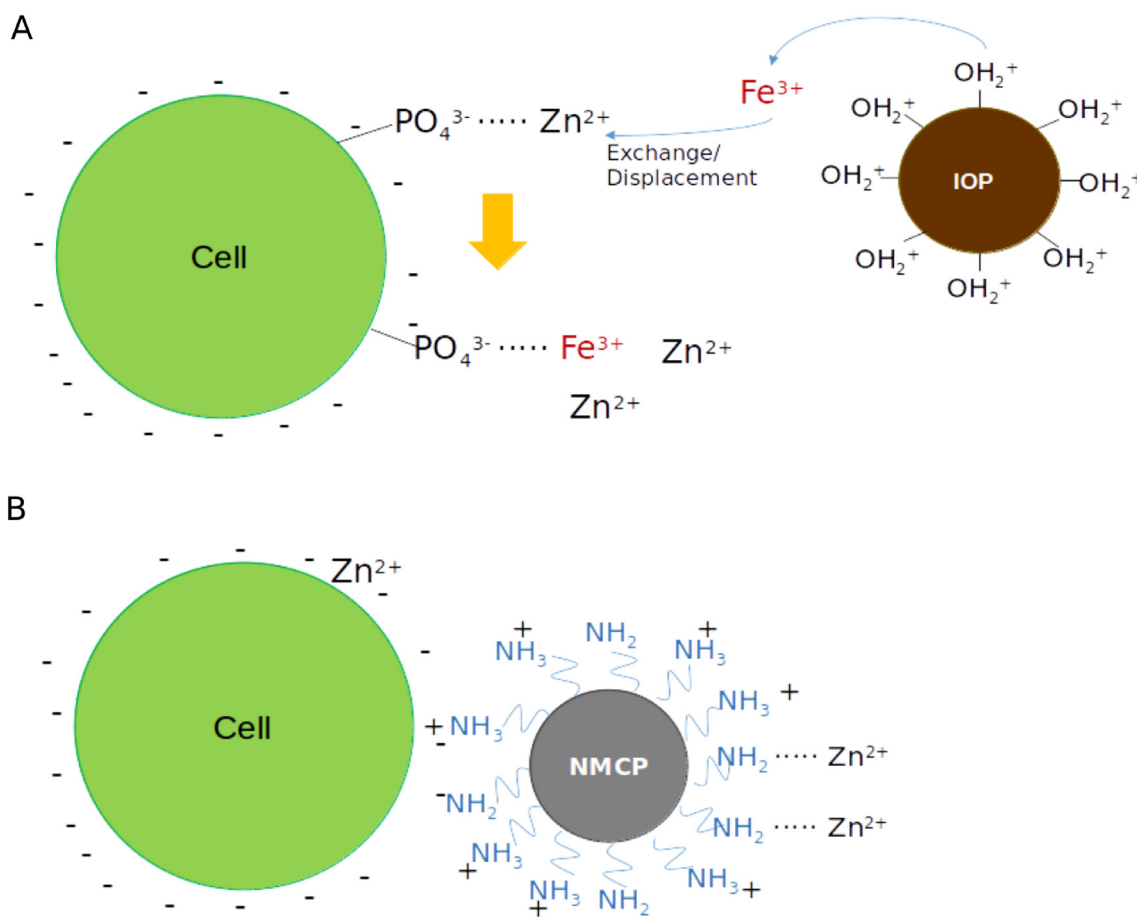 A
OH₂⁺
Fe³⁺
OH₂⁺
OH₂⁺
PO₄³⁻ ····· Zn²⁺
Exchange/
Displacement
OH₂⁺
IOP
OH₂⁺
Cell
OH₂⁺
OH₂⁺
OH₂⁺
PO₄³⁻ ····· Fe³⁺
Zn²⁺
Zn²⁺
B
Zn²⁺
NH₃+
NH₂
NH₃+
NH₃ +
Cell
+ NH₃
NMCP
NH₂ ····· Zn²⁺
NH₂
NH₂ ····· Zn²⁺
NH₃+
NH₃+
NH₃+
NH₂